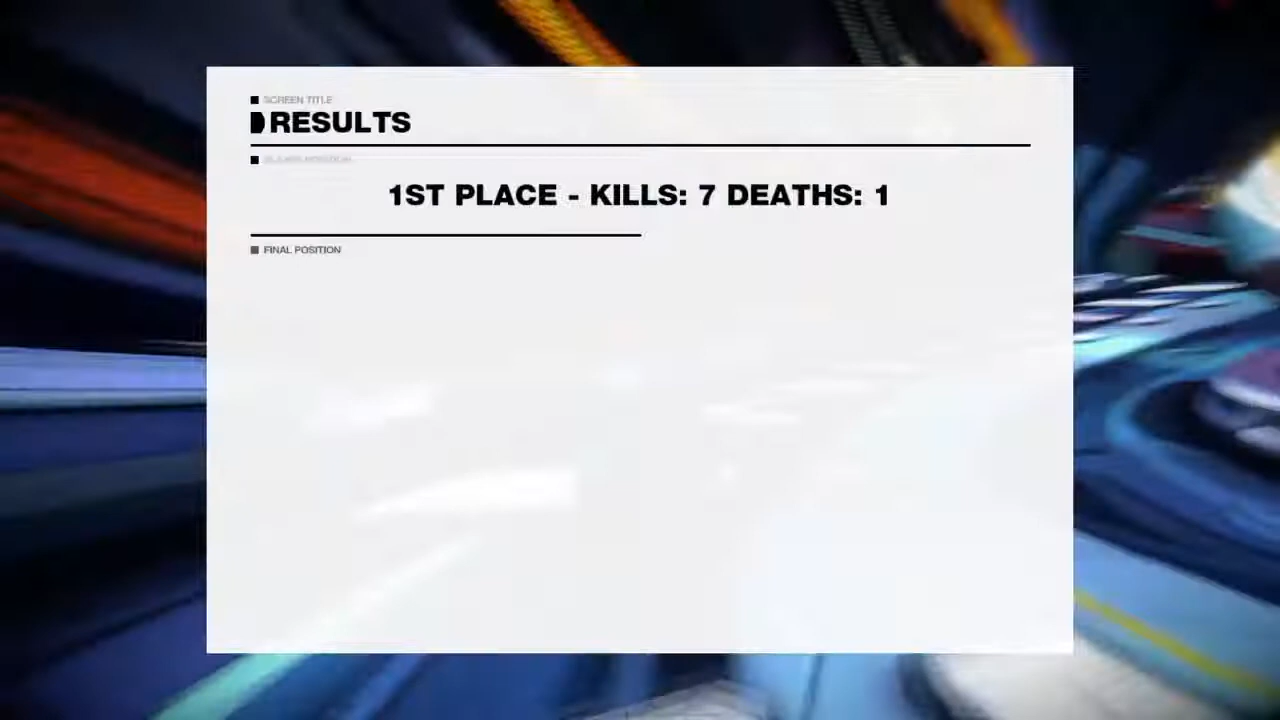 SCREEN TITLE
RESULTS
1ST PLACE - KILLS: 7 DEATHS: 1
FINAL POSITION